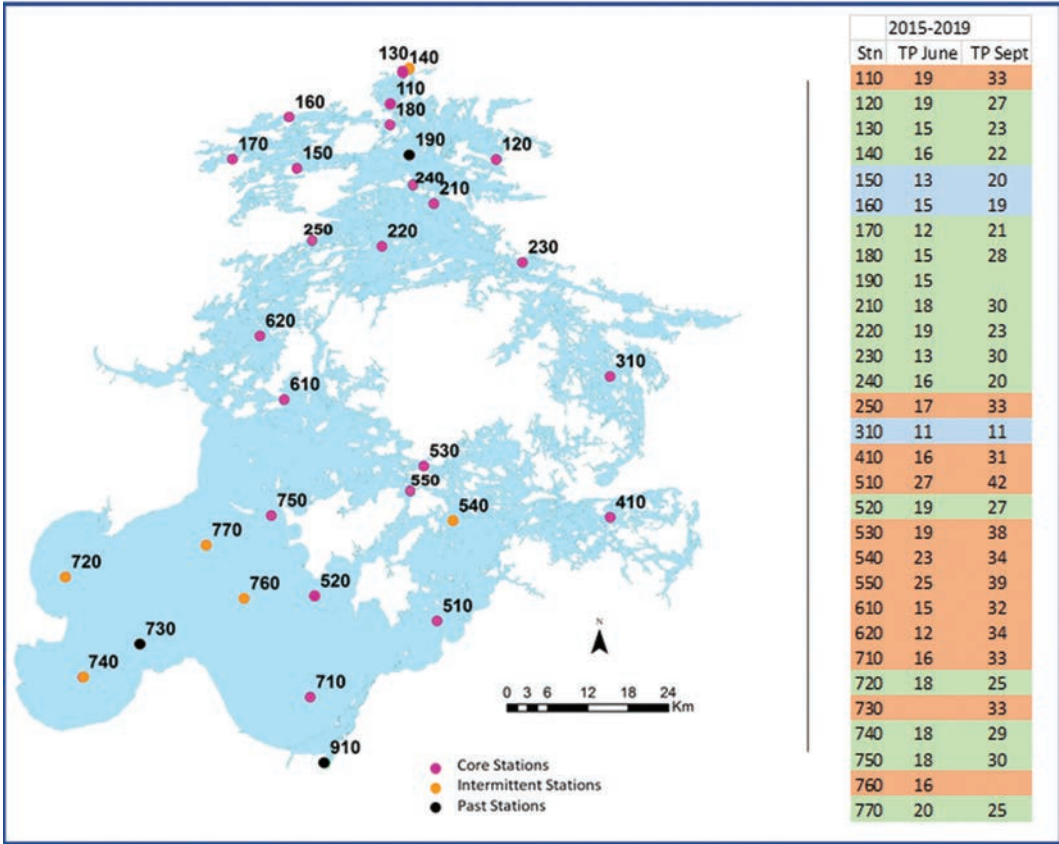 130 140
110
160
180
170
150
190
120
240
210
250
220
230
620
310
610
530
550
750
540
410
770
720
760
520
510
730
740
710
N
0 3 6 12 18 24
Km
910
Core Stations
Intermittent Stations
Past Stations
2015-2019
Stn TP June TP Sept
110 19 33
120 19 27
130 15 23
140 16 22
150 13 20
160 15 19
170 12 21
180 15 28
190 15
210 18 30
220 19 23
230 13 30
240 16 20
250 17 33
310 11 11
410 16 31
510 27 42
520 19 27
530 19 38
540 23 34
550 25 39
610 15 32
620 12 34
710 16 33
720 18 25
730 33
740 18 29
750 18 30
760 16
770 20 25